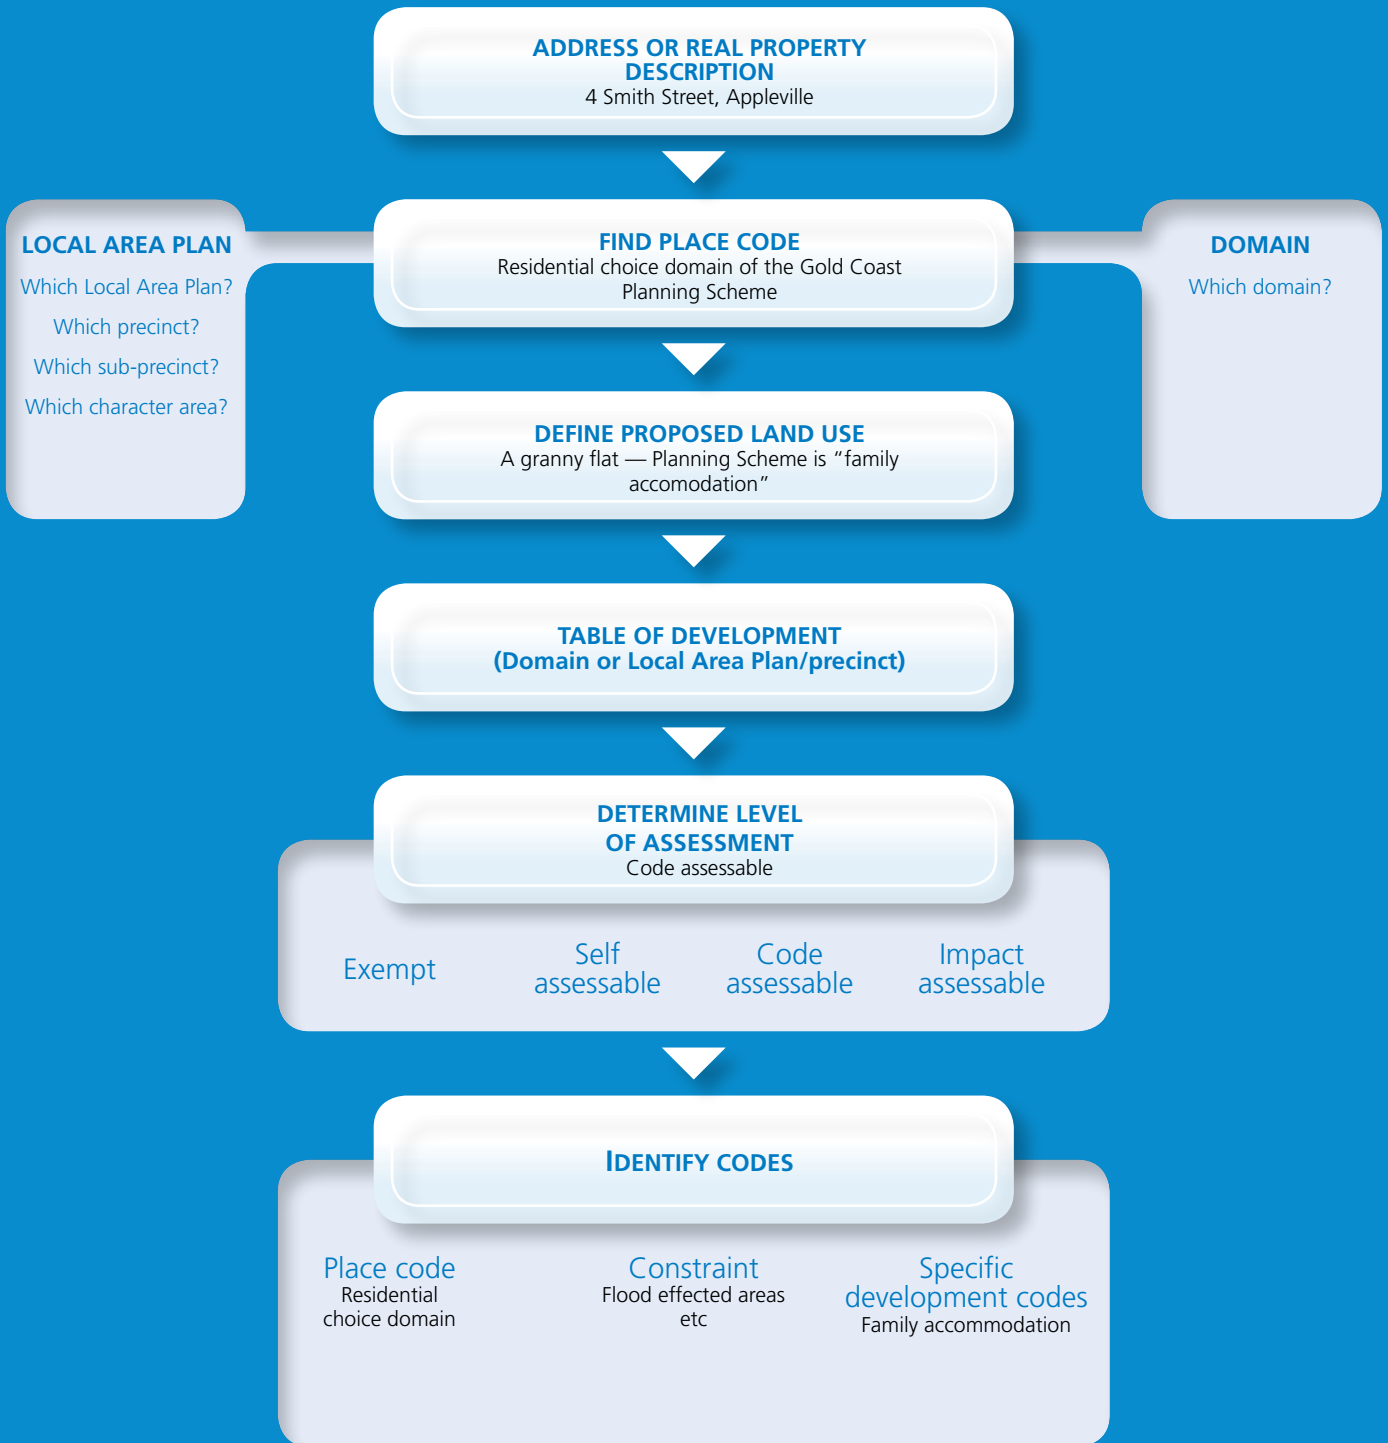 ADDRESS OR REAL PROPERTY
DESCRIPTION
4 Smith Street, Appleville
LOCAL AREA PLAN
Which Local Area Plan?
Which precinct?
Which sub-precinct?
Which character area?
FIND PLACE CODE
Residential choice domain of the Gold Coast
Planning Scheme
DOMAIN
Which domain?
DEFINE PROPOSED LAND USE
A granny flat — Planning Scheme is “family
accomodation”
TABLE OF DEVELOPMENT
(Domain or Local Area Plan/precinct)
DETERMINE LEVEL
OF ASSESSMENT
Code assessable
Exempt
Self
assessable
Code
assessable
Impact
assessable
IDENTIFY CODES
Place code
Residential
choice domain
Constraint
Flood effected areas
etc
Specific
development codes
Family accommodation